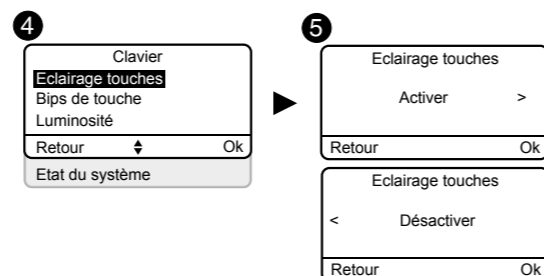 4
Clavier
Eclairage touches
Bips de touche
Luminosité
Retour Ok
Etat du système
5
Eclairage touches
Activer >
Retour Ok
Eclairage touches
< Désactiver
Retour Ok